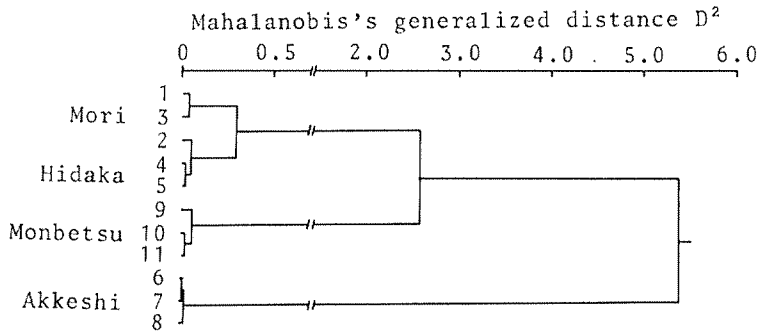 Mahalanobis's generalized distance D²
0 0.5 2.0 3.0 4.0 5.0 6.0
1
Mori 3
2
4
Hidaka 5
9
Monbetsu 10
11
6
Akkeshi 7
8